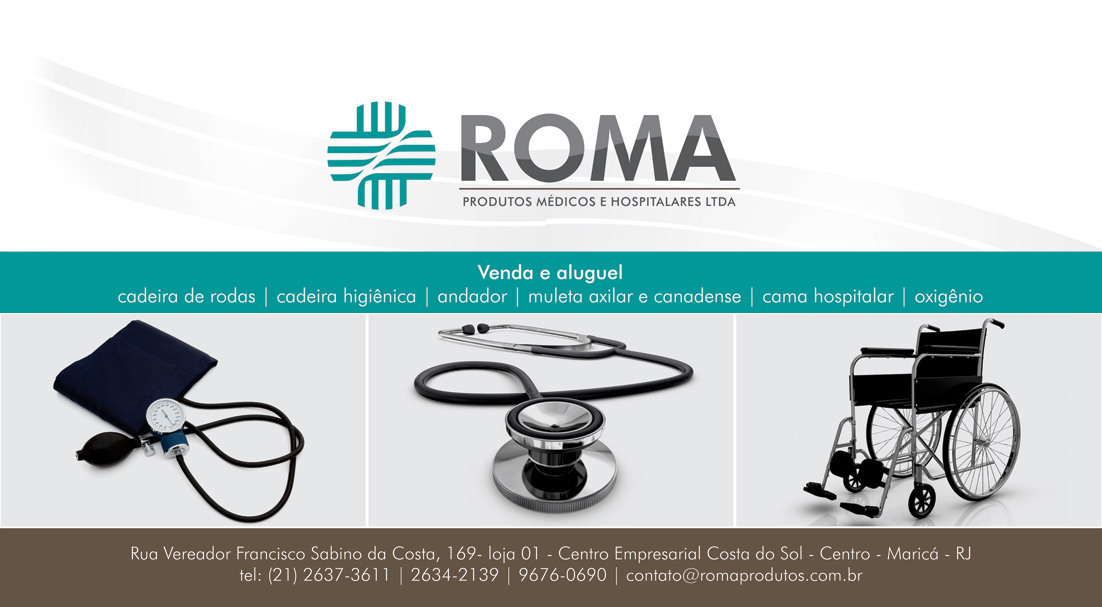 ROMA
PRODUTOS MÉDICOS E HOSPITALARES LTDA
Venda e aluguel
cadeira de rodas | cadeira higiênica | andador | muleta axilar e canadense | cama hospitalar | oxigênio
Rua Vereador Francisco Sabino da Costa, 169- loja 01 - Centro Empresarial Costa do Sol - Centro - Maricá - RJ
tel: (21) 2637-3611 | 2634-2139 | 9676-0690 | contato@romaprodutos.com.br